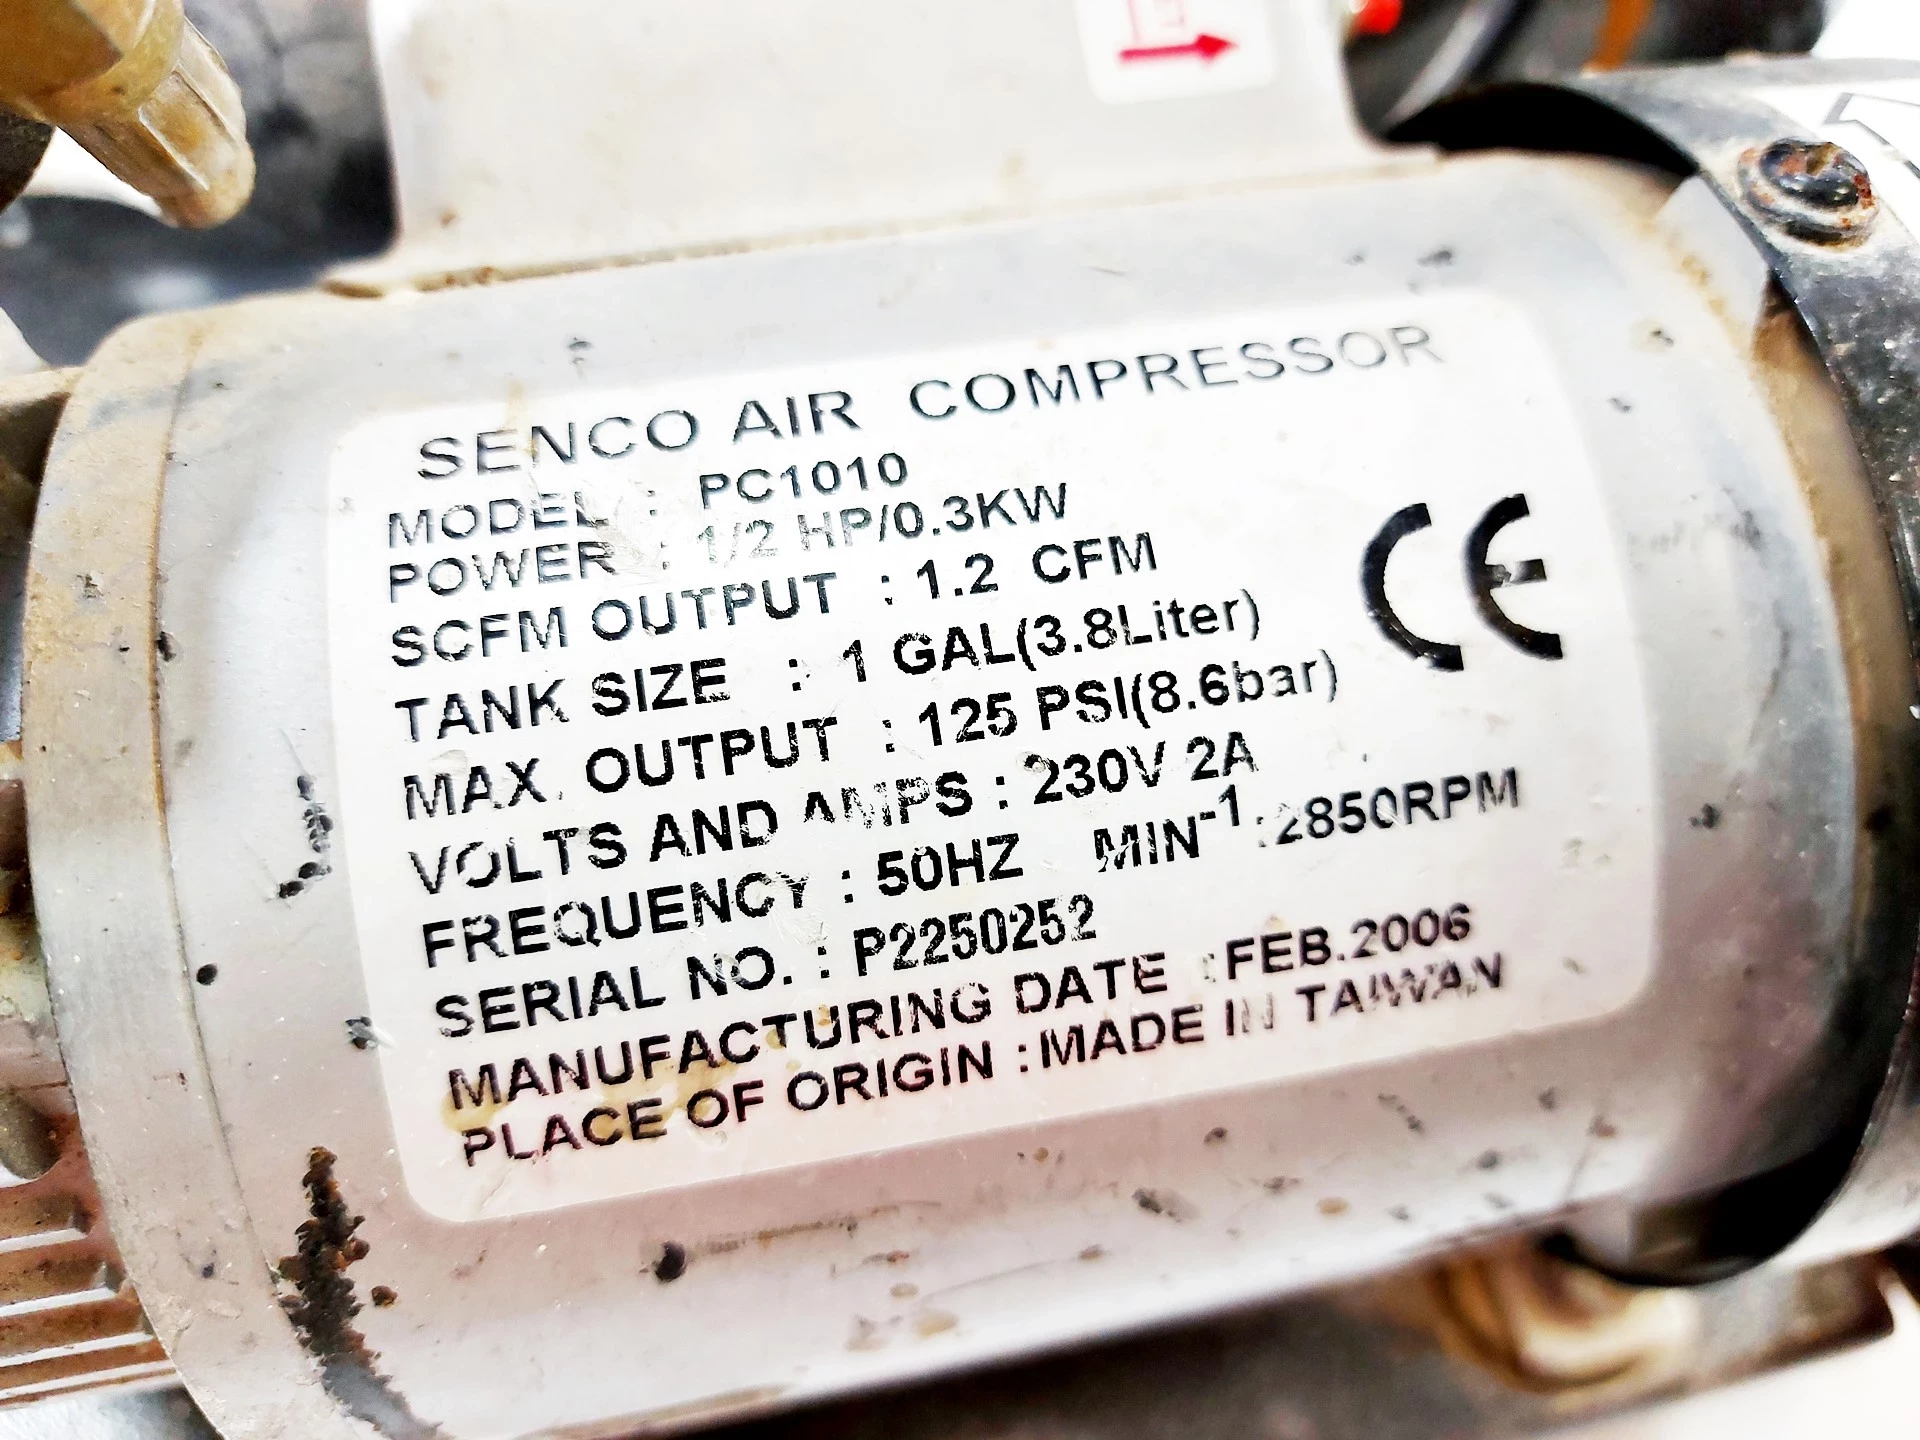 SENCO AIR COMPRESSOR
MODEL : PC1010
POWER : 1/2 HP/0.3KW
SCFM OUTPUT : 1.2 CFM
TANK SIZE : 1 GAL(3.8Liter)
MAX. OUTPUT : 125 PSI(8.6bar)
VOLTS AND AMPS : 230V 2A
FREQUENCY : 50HZ MIN⁻¹:2850RPM
SERIAL NO. : P2250252
MANUFACTURING DATE :FEB.2006
PLACE OF ORIGIN :MADE IN TAIWAN
CE